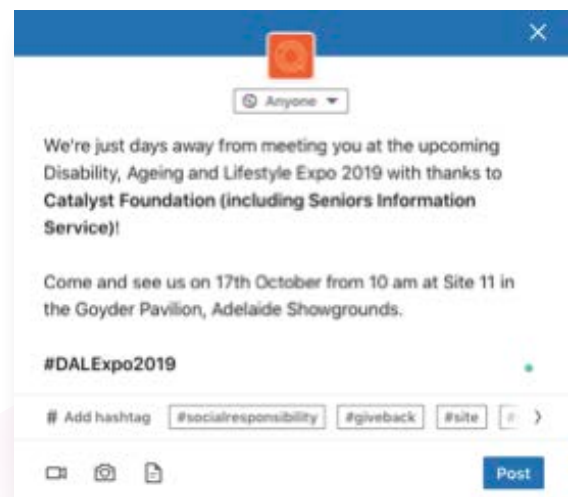 Anyone
We're just days away from meeting you at the upcoming
Disability, Ageing and Lifestyle Expo 2019 with thanks to
Catalyst Foundation (including Seniors Information
Service)!
Come and see us on 17th October from 10 am at Site 11 in
the Goyder Pavilion, Adelaide Showgrounds.
#DALExpo2019
# Add hashtag #socialresponsibility #giveback #site #
Post